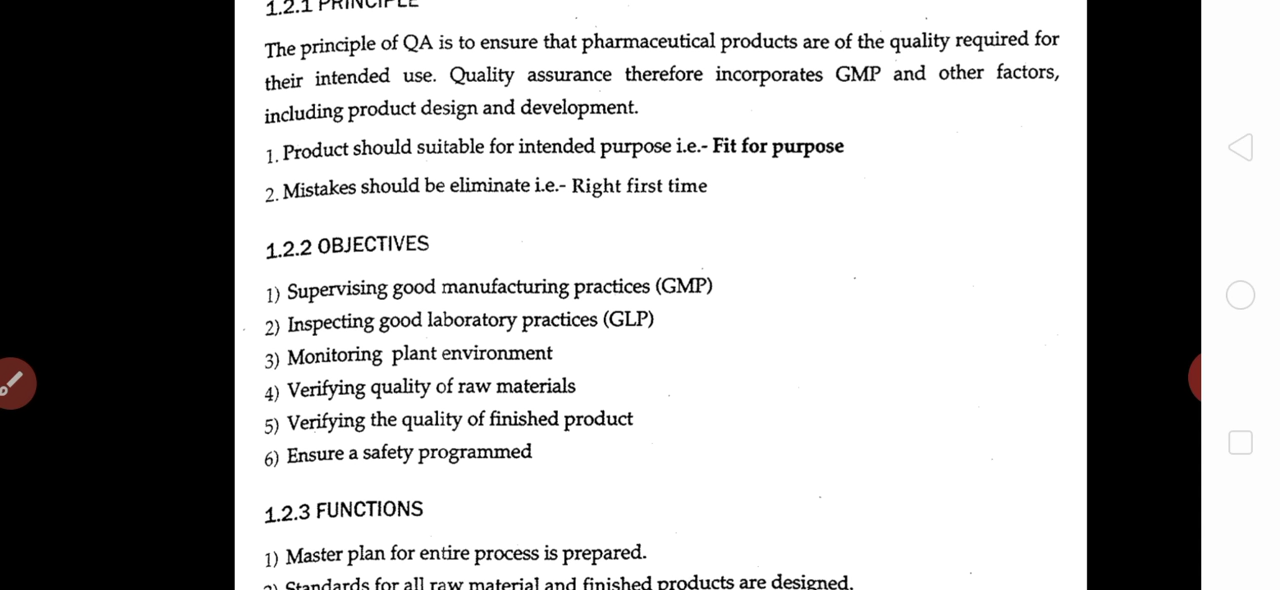 1.2.1 PRINCIPLE
The principle of QA is to ensure that pharmaceutical products are of the quality required for
their intended use. Quality assurance therefore incorporates GMP and other factors,
including product design and development.
1. Product should suitable for intended purpose i.e.- Fit for purpose
2. Mistakes should be eliminate i.e.- Right first time
1.2.2 OBJECTIVES
1) Supervising good manufacturing practices (GMP)
2) Inspecting good laboratory practices (GLP)
3) Monitoring plant environment
4) Verifying quality of raw materials
5) Verifying the quality of finished product
6) Ensure a safety programmed
1.2.3 FUNCTIONS
1) Master plan for entire process is prepared.
2) Standards for all raw material and finished products are designed.